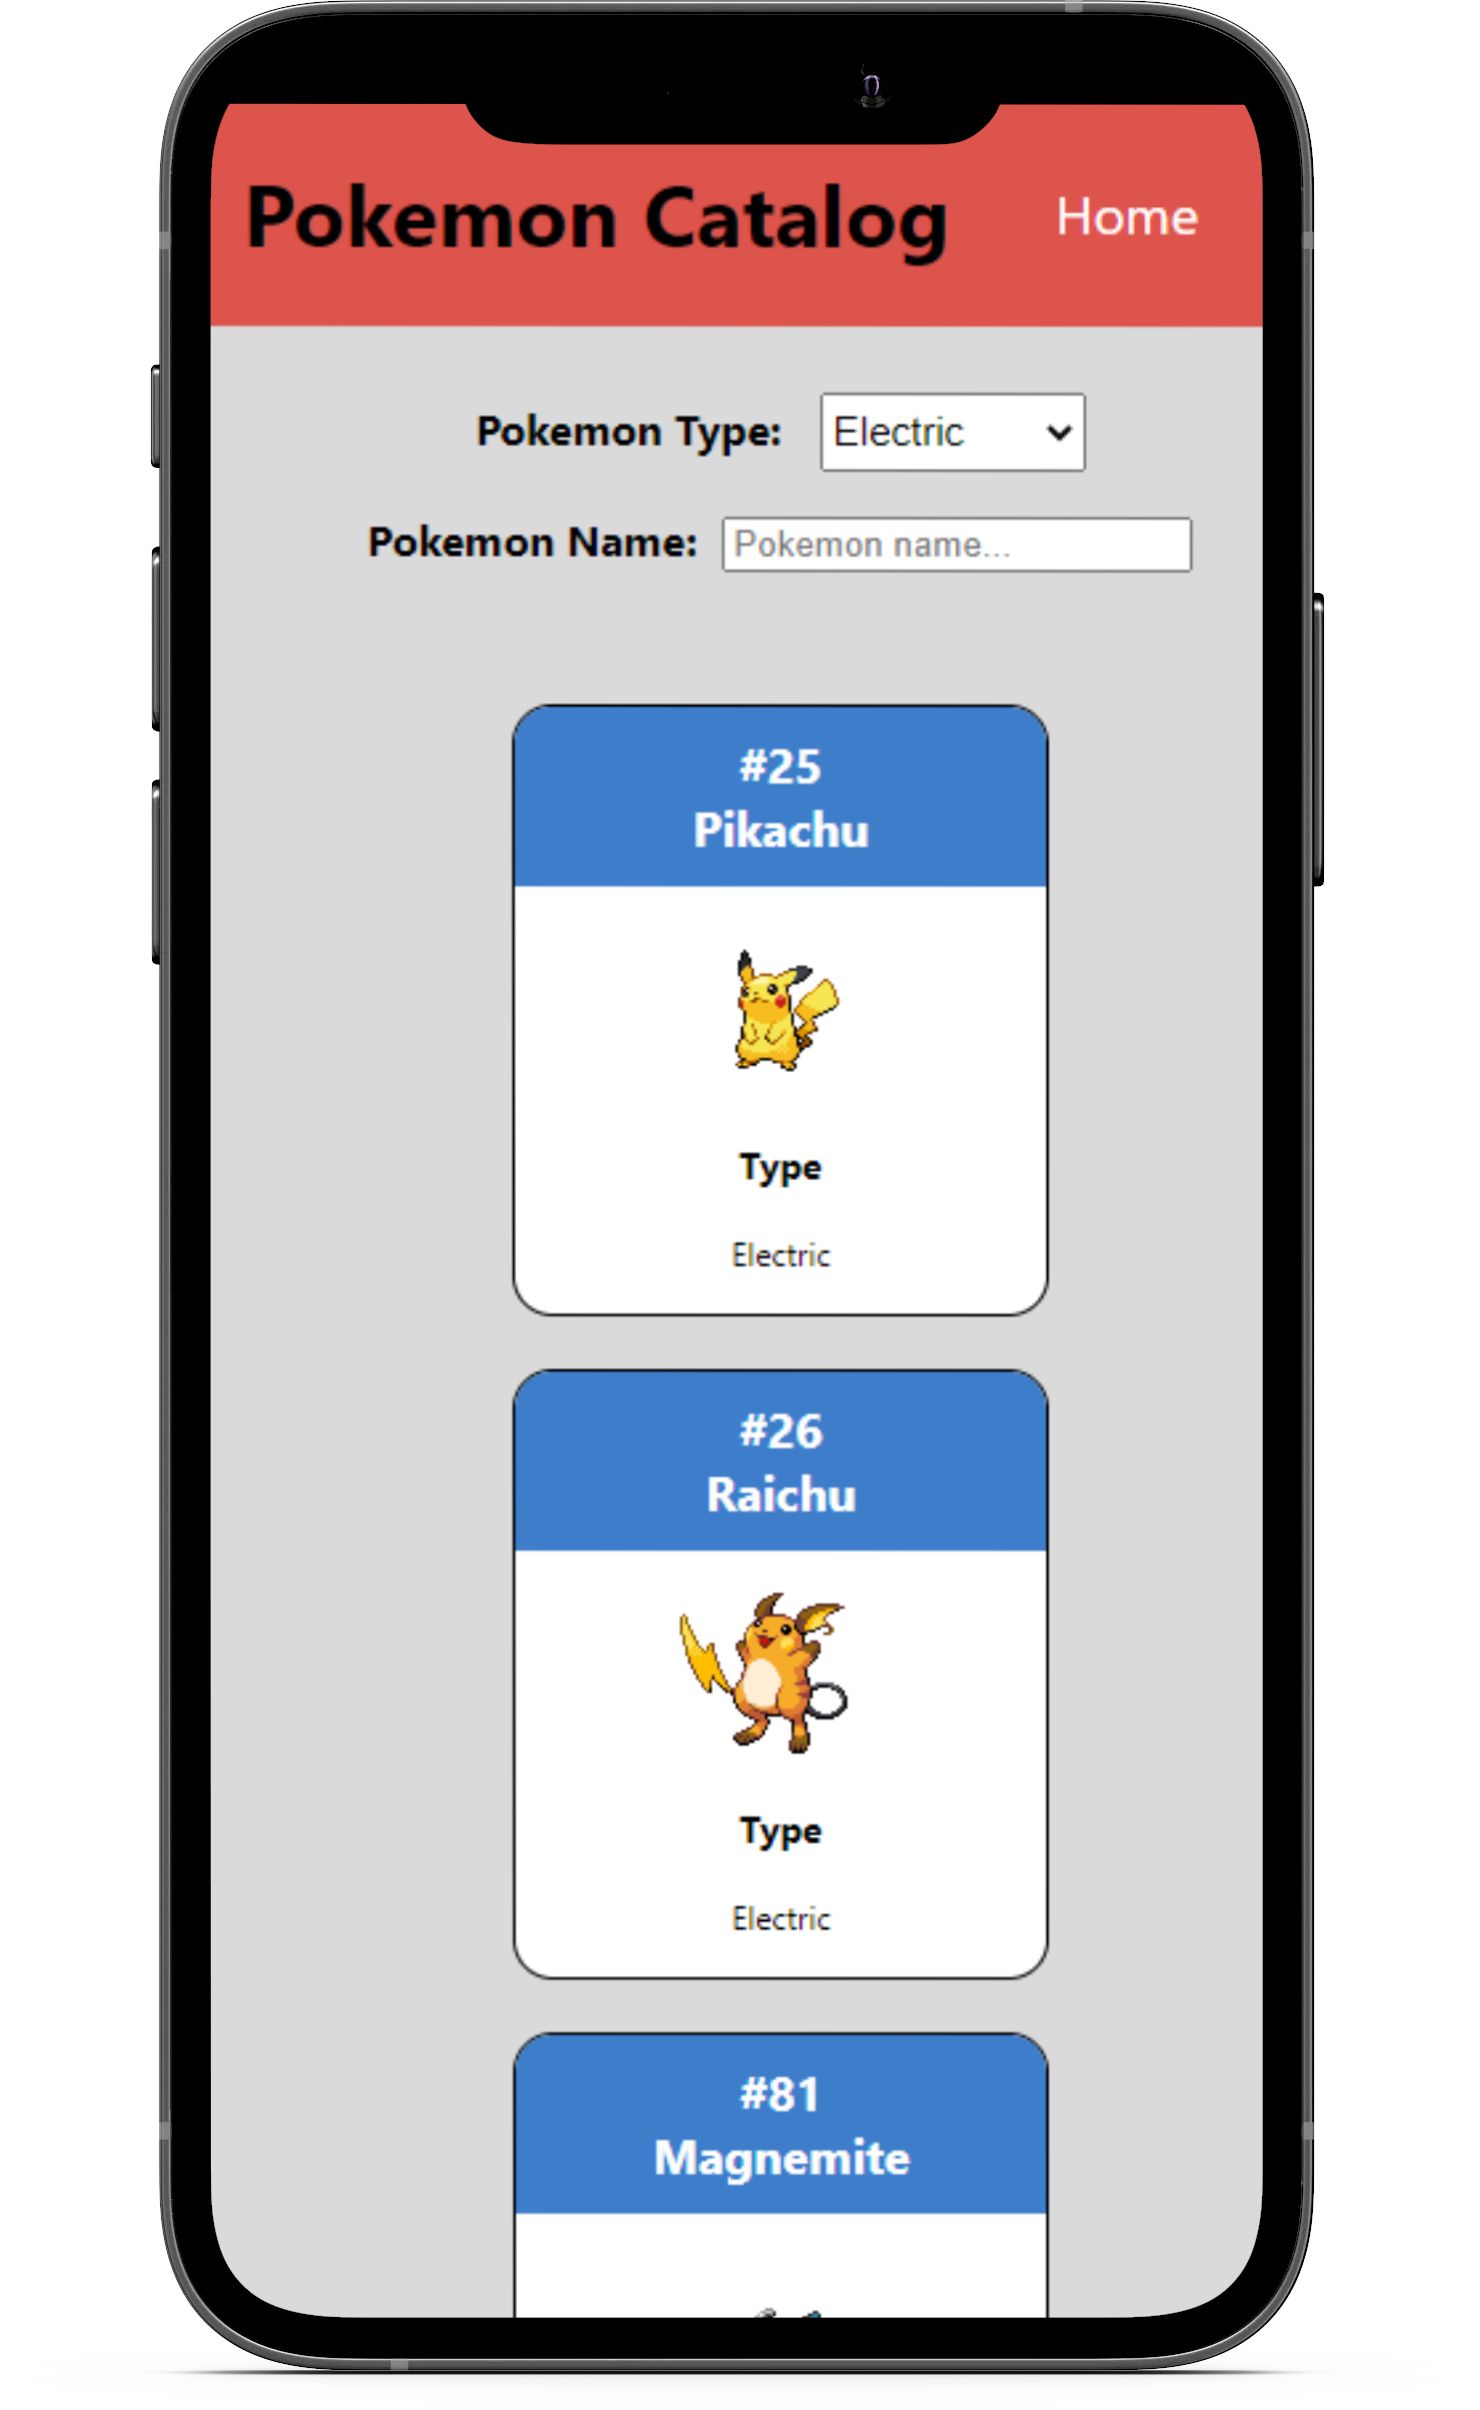 Pokemon Catalog Home
Pokemon Type: Electric
Pokemon Name: Pokemon name...
#25
Pikachu
Type
Electric
#26
Raichu
Type
Electric
#81
Magnemite